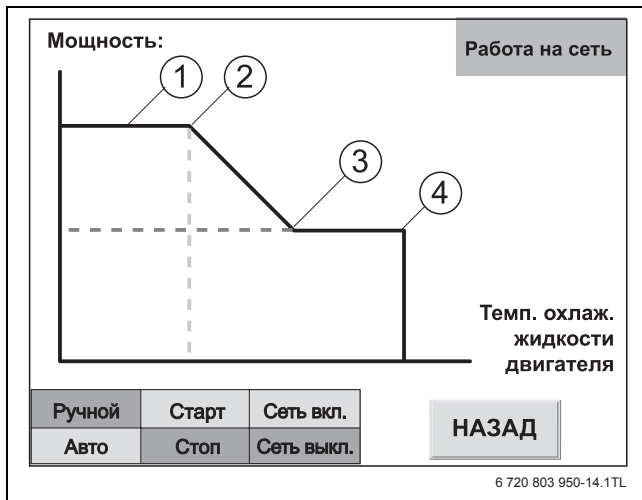 Мощность:
Работа на сеть
1
2
3
4
Темп. охлаж.
жидкости
двигателя
Ручной
Старт
Сеть вкл.
Авто
Стоп
Сеть выкл.
НАЗАД
6 720 803 950-14.1TL